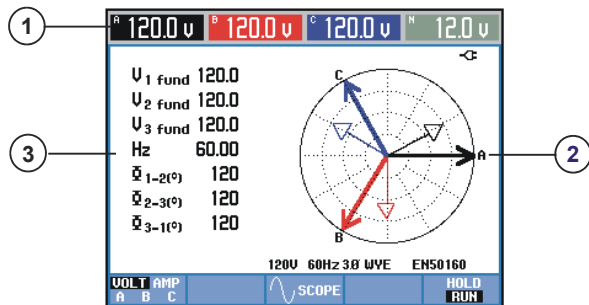 1
A 120.0 V B 120.0 V C 120.0 V N 12.0 V
V1 fund 120.0
V2 fund 120.0
V3 fund 120.0
Hz 60.00
Φ1-2(º) 120
Φ2-3(º) 120
Φ3-1(º) 120
C
A
B
3
2
120V 60Hz 3Ø WYE EN50160
VOLT AMP
A B C
SCOPE
HOLD
RUN